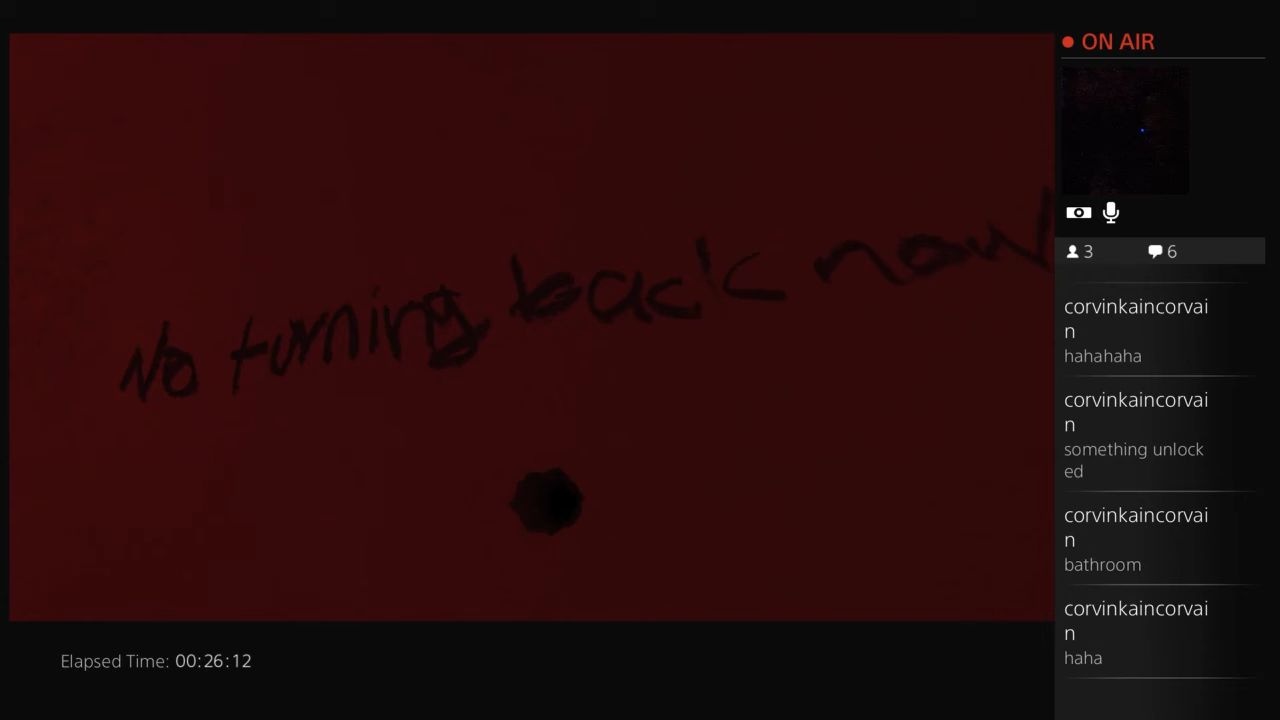 ON AIR
No turning back now
3 6
corvinkaincorvai
n
hahahaha
corvinkaincorvai
n
something unlock
ed
corvinkaincorvai
n
bathroom
corvinkaincorvai
n
haha
Elapsed Time: 00:26:12